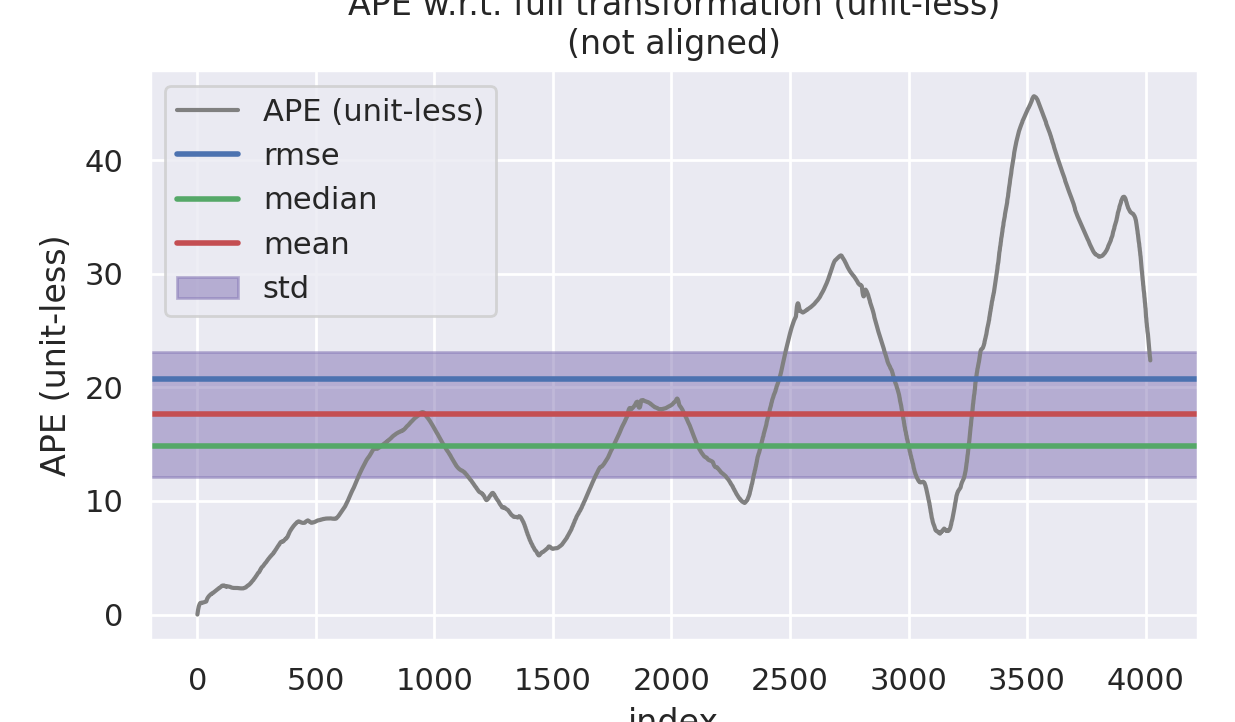 APE w.r.t. full transformation (unit-less)
(not aligned)
APE (unit-less)
rmse
median
mean
std
APE (unit-less)
40
30
20
10
0
0 500 1000 1500 2000 2500 3000 3500 4000
index